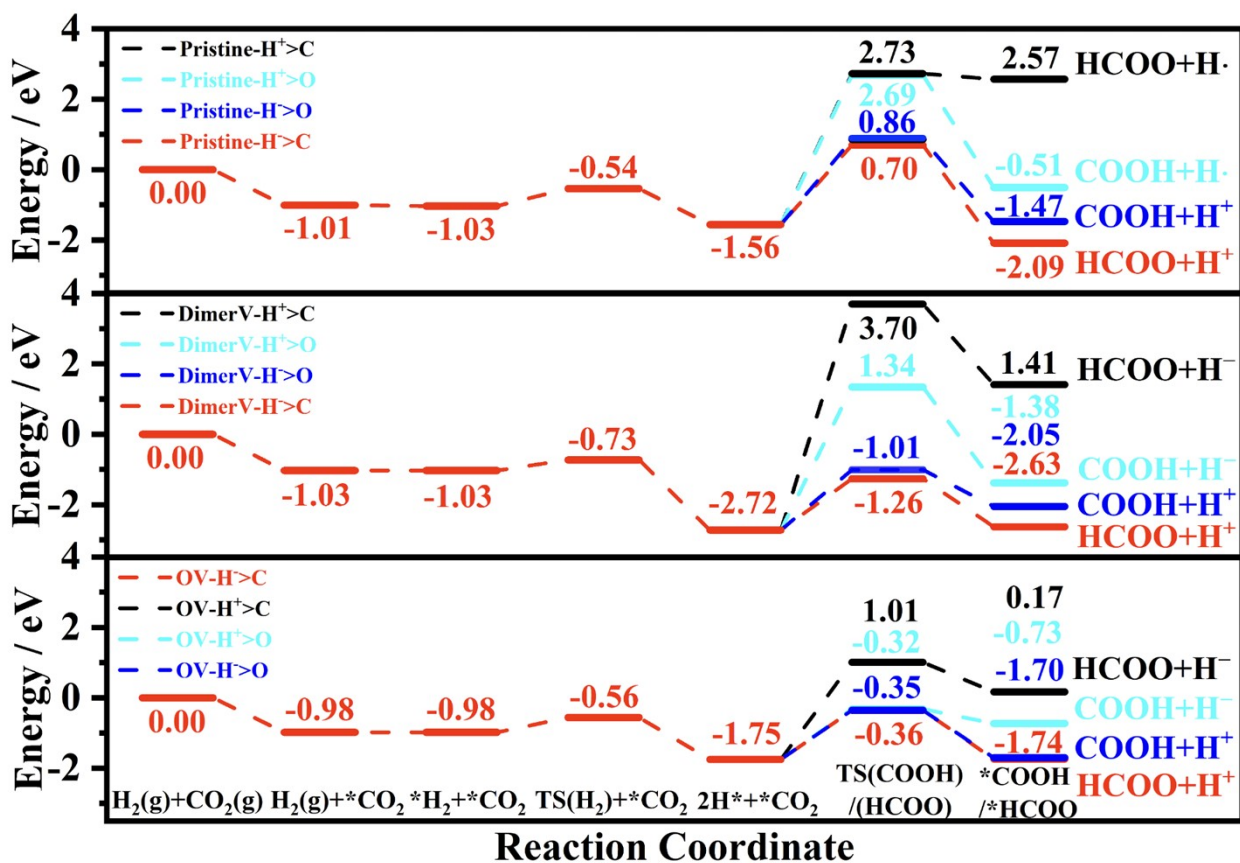 Energy / eV
4
2
0
-2
Pristine-H⁺>C
Pristine-H⁺>O
Pristine-H⁻>O
Pristine-H⁻>C
0.00
-1.01
-1.03
-0.54
-1.56
2.73
2.69
0.86
0.70
2.57
-0.51
-1.47
-2.09
HCOO+H·
COOH+H·
COOH+H⁺
HCOO+H⁺
Energy / eV
4
2
0
-2
DimerV-H⁺>C
DimerV-H⁺>O
DimerV-H⁻>O
DimerV-H⁻>C
0.00
-1.03
-1.03
-0.73
-2.72
3.70
1.34
-1.01
-1.26
1.41
-1.38
-2.05
-2.63
HCOO+H⁻
COOH+H⁻
COOH+H⁺
HCOO+H⁺
Energy / eV
4
2
0
-2
OV-H⁻>C
OV-H⁺>C
OV-H⁺>O
OV-H⁻>O
0.00
-0.98
-0.98
-0.56
-1.75
1.01
-0.32
-0.35
-0.36
0.17
-0.73
-1.70
-1.74
HCOO+H⁻
COOH+H⁻
COOH+H⁺
HCOO+H⁺
H₂(g)+CO₂(g)
H₂(g)+*CO₂
*H₂+*CO₂
TS(H₂)+*CO₂
2H*+*CO₂
TS(COOH)
/(HCOO)
*COOH
/*HCOO
Reaction Coordinate